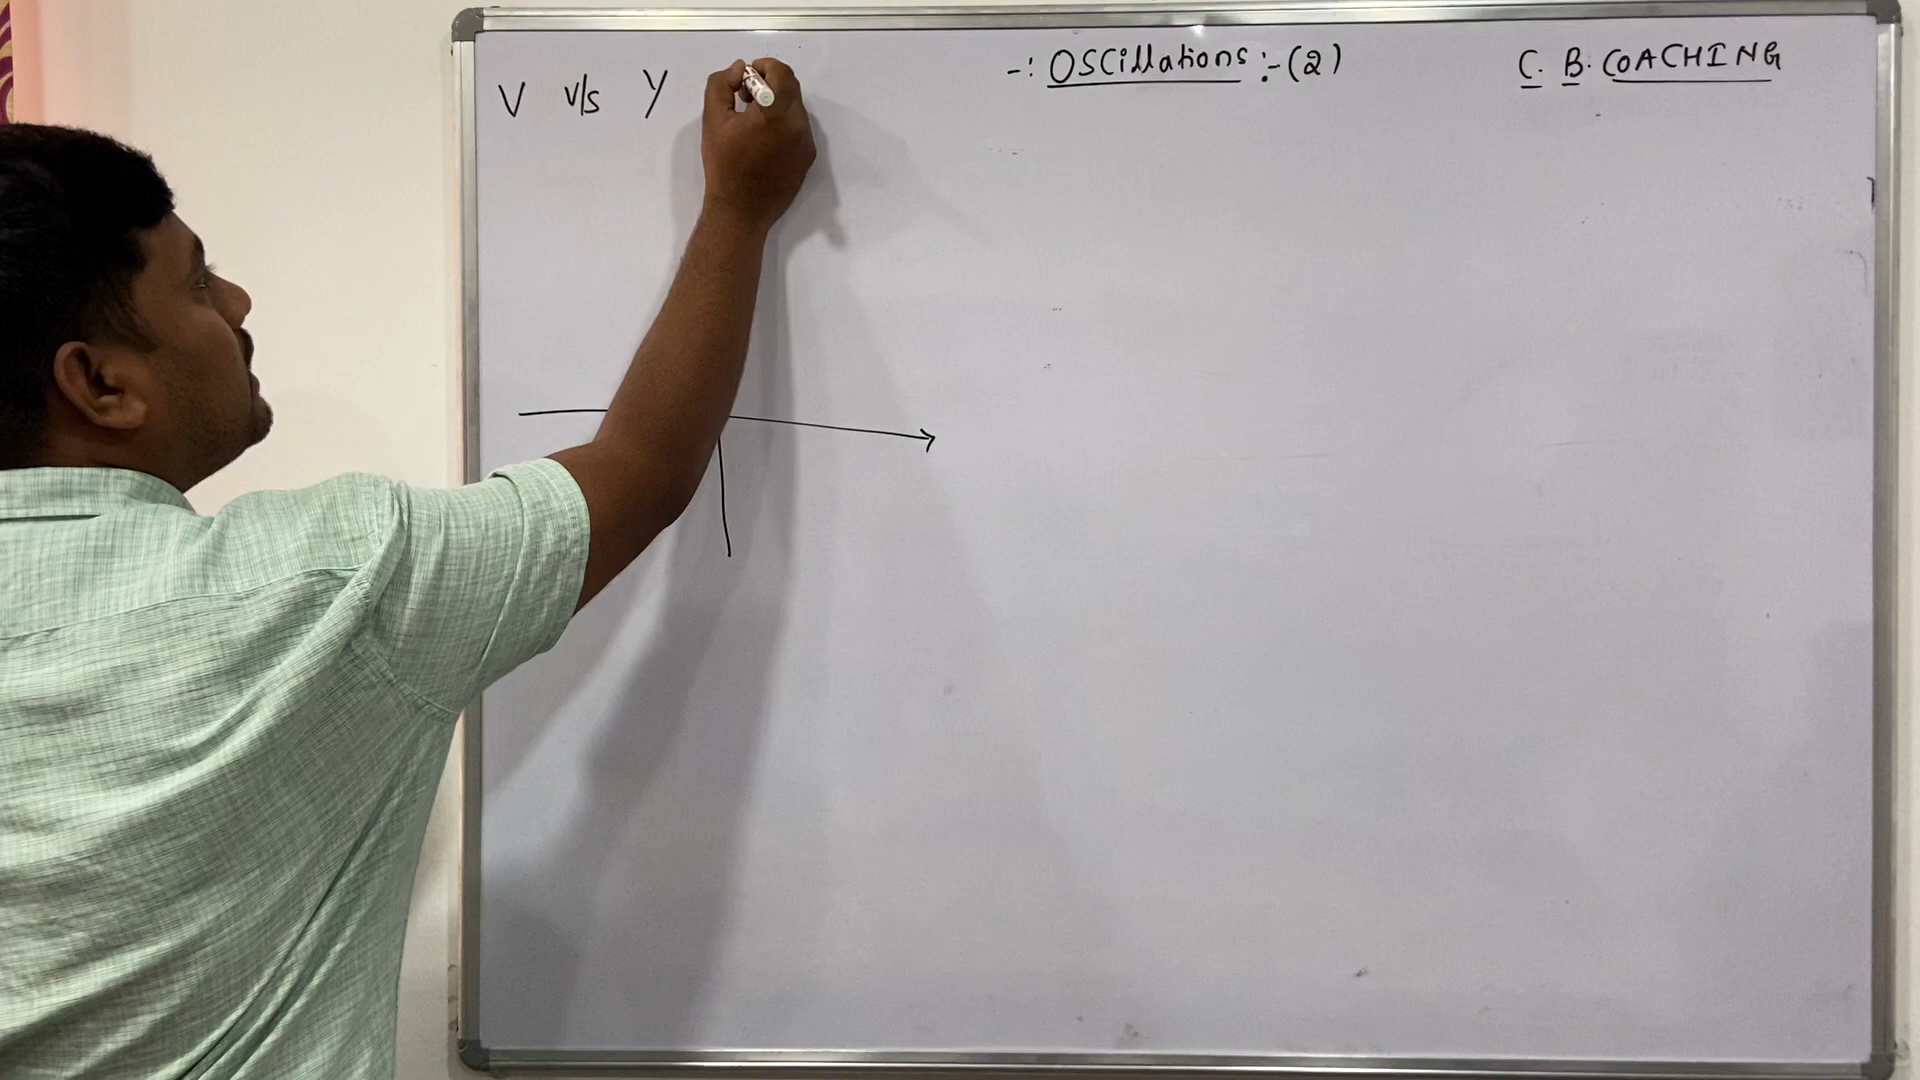 V v/s Y
-: Oscillations :- (2)
C. B. COACHING